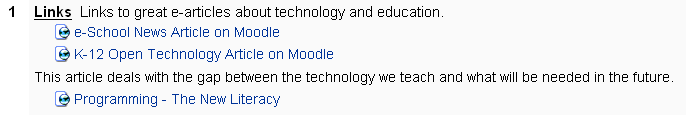 1 Links Links to great e-articles about technology and education.
e-School News Article on Moodle
K-12 Open Technology Article on Moodle
This article deals with the gap between the technology we teach and what will be needed in the future.
Programming - The New Literacy